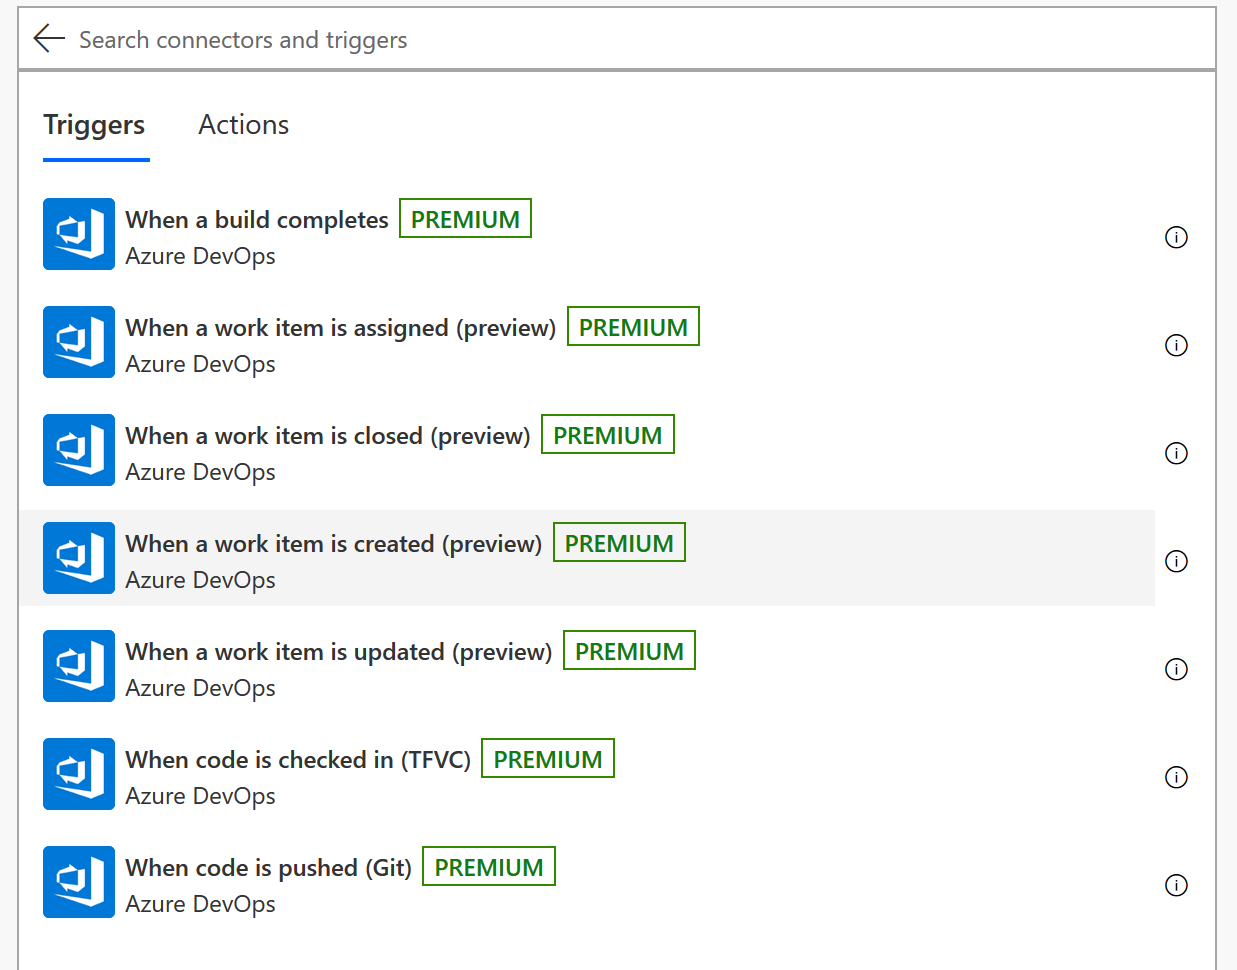 Search connectors and triggers
Triggers Actions
When a build completes PREMIUM
Azure DevOps
When a work item is assigned (preview) PREMIUM
Azure DevOps
When a work item is closed (preview) PREMIUM
Azure DevOps
When a work item is created (preview) PREMIUM
Azure DevOps
When a work item is updated (preview) PREMIUM
Azure DevOps
When code is checked in (TFVC) PREMIUM
Azure DevOps
When code is pushed (Git) PREMIUM
Azure DevOps